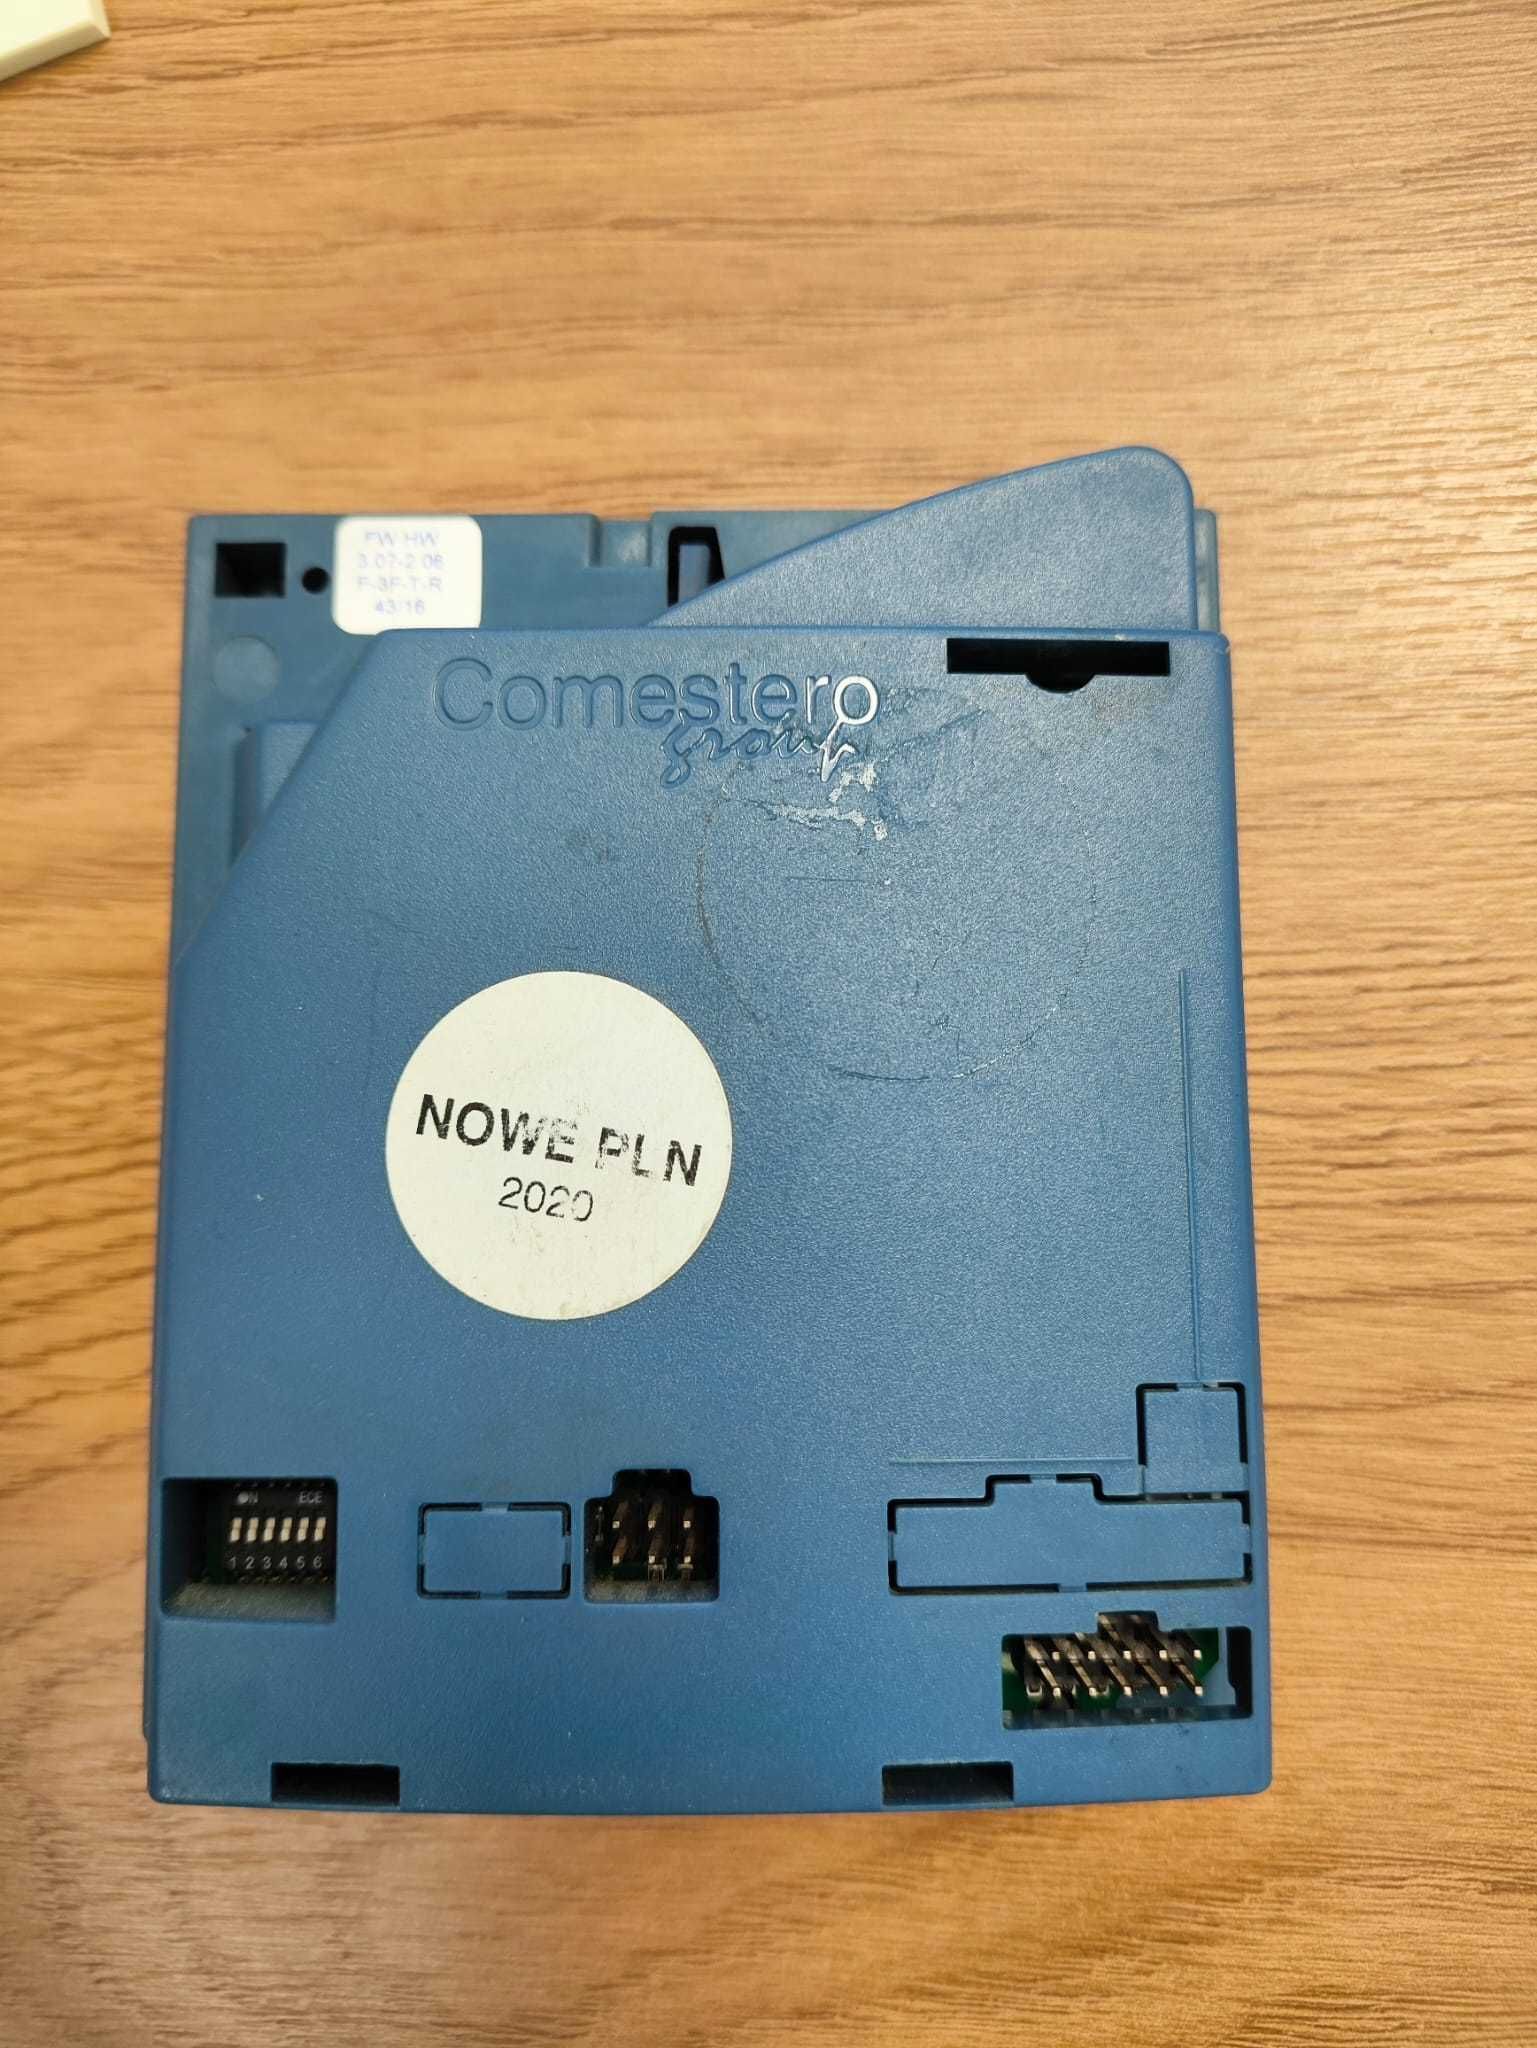 FW-HW
3.07-2.06
F-3F-T-R
43/16
Comestero
group
NOWE PLN
2020
ON ECE
1 2 3 4 5 6